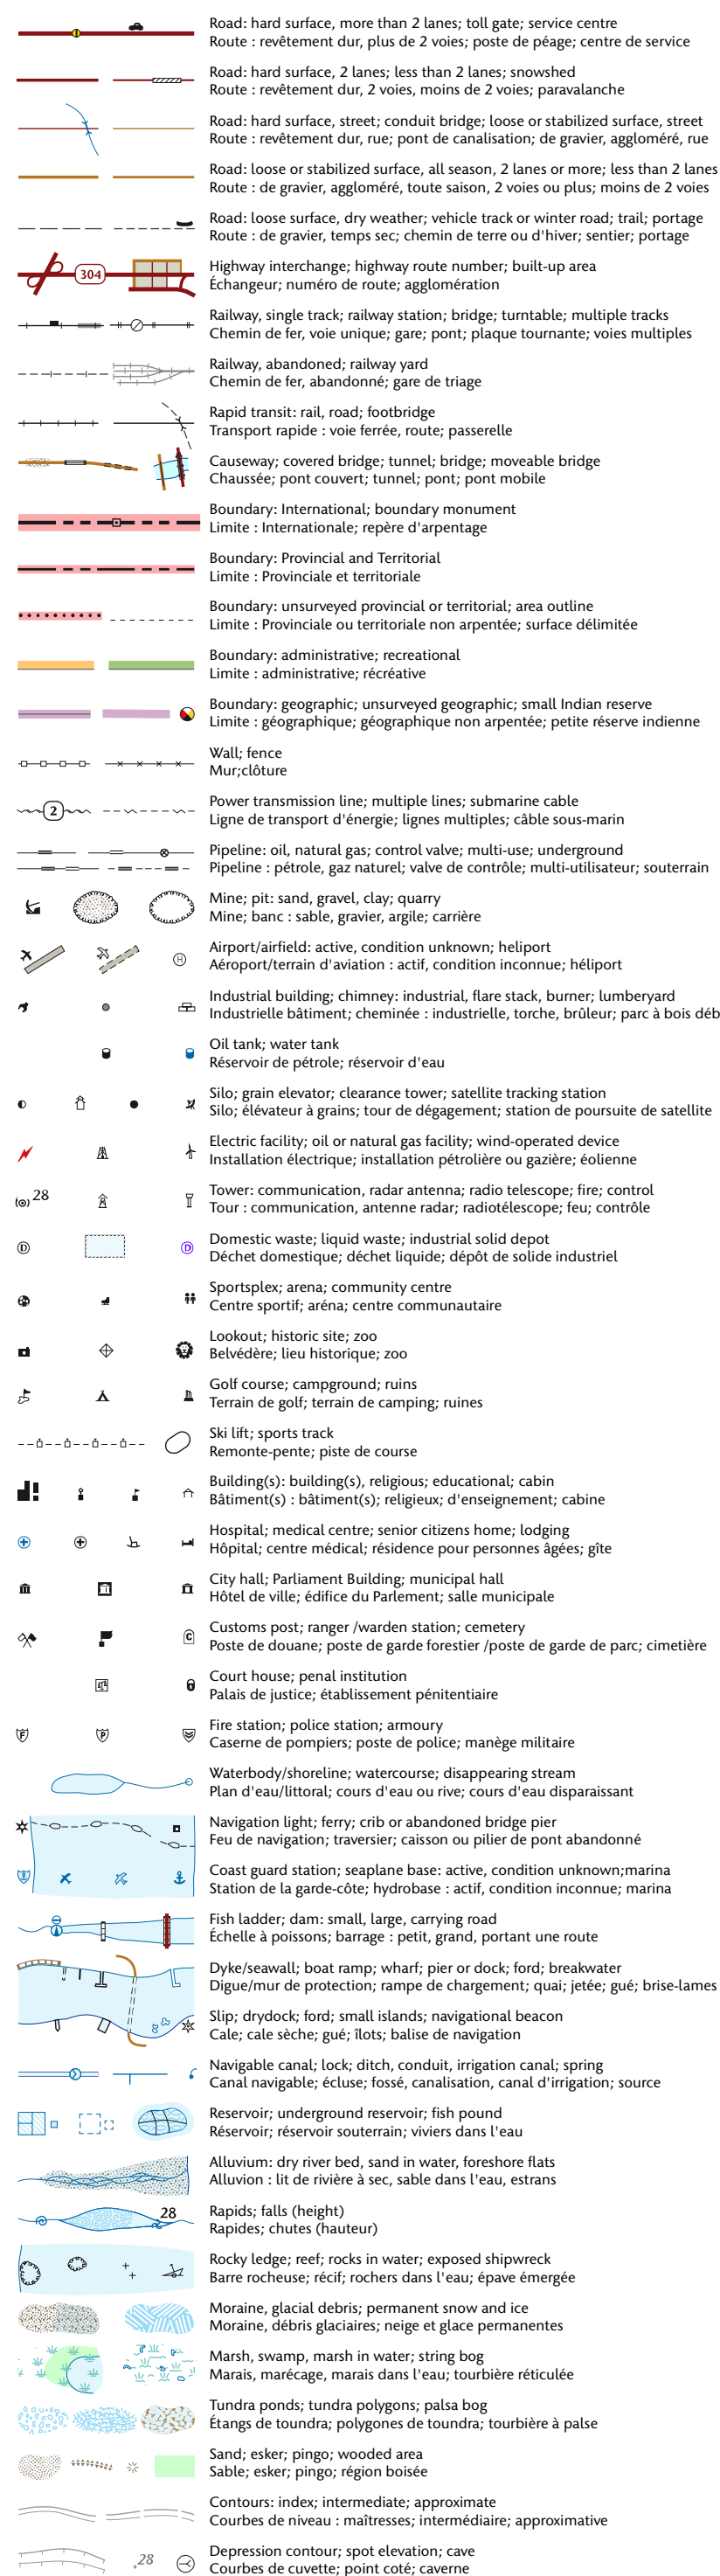 Road: hard surface, more than 2 lanes; toll gate; service centre
Route : revêtement dur, plus de 2 voies; poste de péage; centre de service
Road: hard surface, 2 lanes; less than 2 lanes; snowshed
Route : revêtement dur, 2 voies, moins de 2 voies; paravalanche
Road: hard surface, street; conduit bridge; loose or stabilized surface, street
Route : revêtement dur, rue; pont de canalisation; de gravier, aggloméré, rue
Road: loose or stabilized surface, all season, 2 lanes or more; less than 2 lanes
Route : de gravier, aggloméré, toute saison, 2 voies ou plus; moins de 2 voies
Road: loose surface, dry weather; vehicle track or winter road; trail; portage
Route : de gravier, temps sec; chemin de terre ou d'hiver; sentier; portage
304
Highway interchange; highway route number; built-up area
Échangeur; numéro de route; agglomération
Railway, single track; railway station; bridge; turntable; multiple tracks
Chemin de fer, voie unique; gare; pont; plaque tournante; voies multiples
Railway, abandoned; railway yard
Chemin de fer, abandonné; gare de triage
Rapid transit: rail, road; footbridge
Transport rapide : voie ferrée, route; passerelle
Causeway; covered bridge; tunnel; bridge; moveable bridge
Chaussée; pont couvert; tunnel; pont; pont mobile
Boundary: International; boundary monument
Limite : Internationale; repère d'arpentage
Boundary: Provincial and Territorial
Limite : Provinciale et territoriale
Boundary: unsurveyed provincial or territorial; area outline
Limite : Provinciale ou territoriale non arpentée; surface délimitée
Boundary: administrative; recreational
Limite : administrative; récréative
Boundary: geographic; unsurveyed geographic; small Indian reserve
Limite : géographique; géographique non arpentée; petite réserve indienne
Wall; fence
Mur;clôture
2
Power transmission line; multiple lines; submarine cable
Ligne de transport d'énergie; lignes multiples; câble sous-marin
Pipeline: oil, natural gas; control valve; multi-use; underground
Pipeline : pétrole, gaz naturel; valve de contrôle; multi-utilisateur; souterrain
Mine; pit: sand, gravel, clay; quarry
Mine; banc : sable, gravier, argile; carrière
H
Airport/airfield: active, condition unknown; heliport
Aéroport/terrain d'aviation : actif, condition inconnue; héliport
Industrial building; chimney: industrial, flare stack, burner; lumberyard
Industrielle bâtiment; cheminée : industrielle, torche, brûleur; parc à bois déb
Oil tank; water tank
Réservoir de pétrole; réservoir d'eau
Silo; grain elevator; clearance tower; satellite tracking station
Silo; élévateur à grains; tour de dégagement; station de poursuite de satellite
Electric facility; oil or natural gas facility; wind-operated device
Installation électrique; installation pétrolière ou gazière; éolienne
28
Tower: communication, radar antenna; radio telescope; fire; control
Tour : communication, antenne radar; radiotélescope; feu; contrôle
D D
Domestic waste; liquid waste; industrial solid depot
Déchet domestique; déchet liquide; dépôt de solide industriel
Sportsplex; arena; community centre
Centre sportif; aréna; centre communautaire
Lookout; historic site; zoo
Belvédère; lieu historique; zoo
Golf course; campground; ruins
Terrain de golf; terrain de camping; ruines
Ski lift; sports track
Remonte-pente; piste de course
Building(s): building(s), religious; educational; cabin
Bâtiment(s) : bâtiment(s); religieux; d'enseignement; cabine
Hospital; medical centre; senior citizens home; lodging
Hôpital; centre médical; résidence pour personnes âgées; gîte
City hall; Parliament Building; municipal hall
Hôtel de ville; édifice du Parlement; salle municipale
C
Customs post; ranger /warden station; cemetery
Poste de douane; poste de garde forestier /poste de garde de parc; cimetière
Court house; penal institution
Palais de justice; établissement pénitentiaire
F P
Fire station; police station; armoury
Caserne de pompiers; poste de police; manège militaire
Waterbody/shoreline; watercourse; disappearing stream
Plan d'eau/littoral; cours d'eau ou rive; cours d'eau disparaissant
Navigation light; ferry; crib or abandoned bridge pier
Feu de navigation; traversier; caisson ou pilier de pont abandonné
Coast guard station; seaplane base: active, condition unknown;marina
Station de la garde-côte; hydrobase : actif, condition inconnue; marina
Fish ladder; dam: small, large, carrying road
Échelle à poissons; barrage : petit, grand, portant une route
Dyke/seawall; boat ramp; wharf; pier or dock; ford; breakwater
Digue/mur de protection; rampe de chargement; quai; jetée; gué; brise-lames
Slip; drydock; ford; small islands; navigational beacon
Cale; cale sèche; gué; îlots; balise de navigation
Navigable canal; lock; ditch, conduit, irrigation canal; spring
Canal navigable; écluse; fossé, canalisation, canal d'irrigation; source
Reservoir; underground reservoir; fish pound
Réservoir; réservoir souterrain; viviers dans l'eau
Alluvium: dry river bed, sand in water, foreshore flats
Alluvion : lit de rivière à sec, sable dans l'eau, estrans
28
Rapids; falls (height)
Rapides; chutes (hauteur)
Rocky ledge; reef; rocks in water; exposed shipwreck
Barre rocheuse; récif; rochers dans l'eau; épave émergée
Moraine, glacial debris; permanent snow and ice
Moraine, débris glaciaires; neige et glace permanentes
Marsh, swamp, marsh in water; string bog
Marais, marécage, marais dans l'eau; tourbière réticulée
Tundra ponds; tundra polygons; palsa bog
Étangs de toundra; polygones de toundra; tourbière à palse
Sand; esker; pingo; wooded area
Sable; esker; pingo; région boisée
Contours: index; intermediate; approximate
Courbes de niveau : maîtresses; intermédiaire; approximative
28
Depression contour; spot elevation; cave
Courbes de cuvette; point coté; caverne